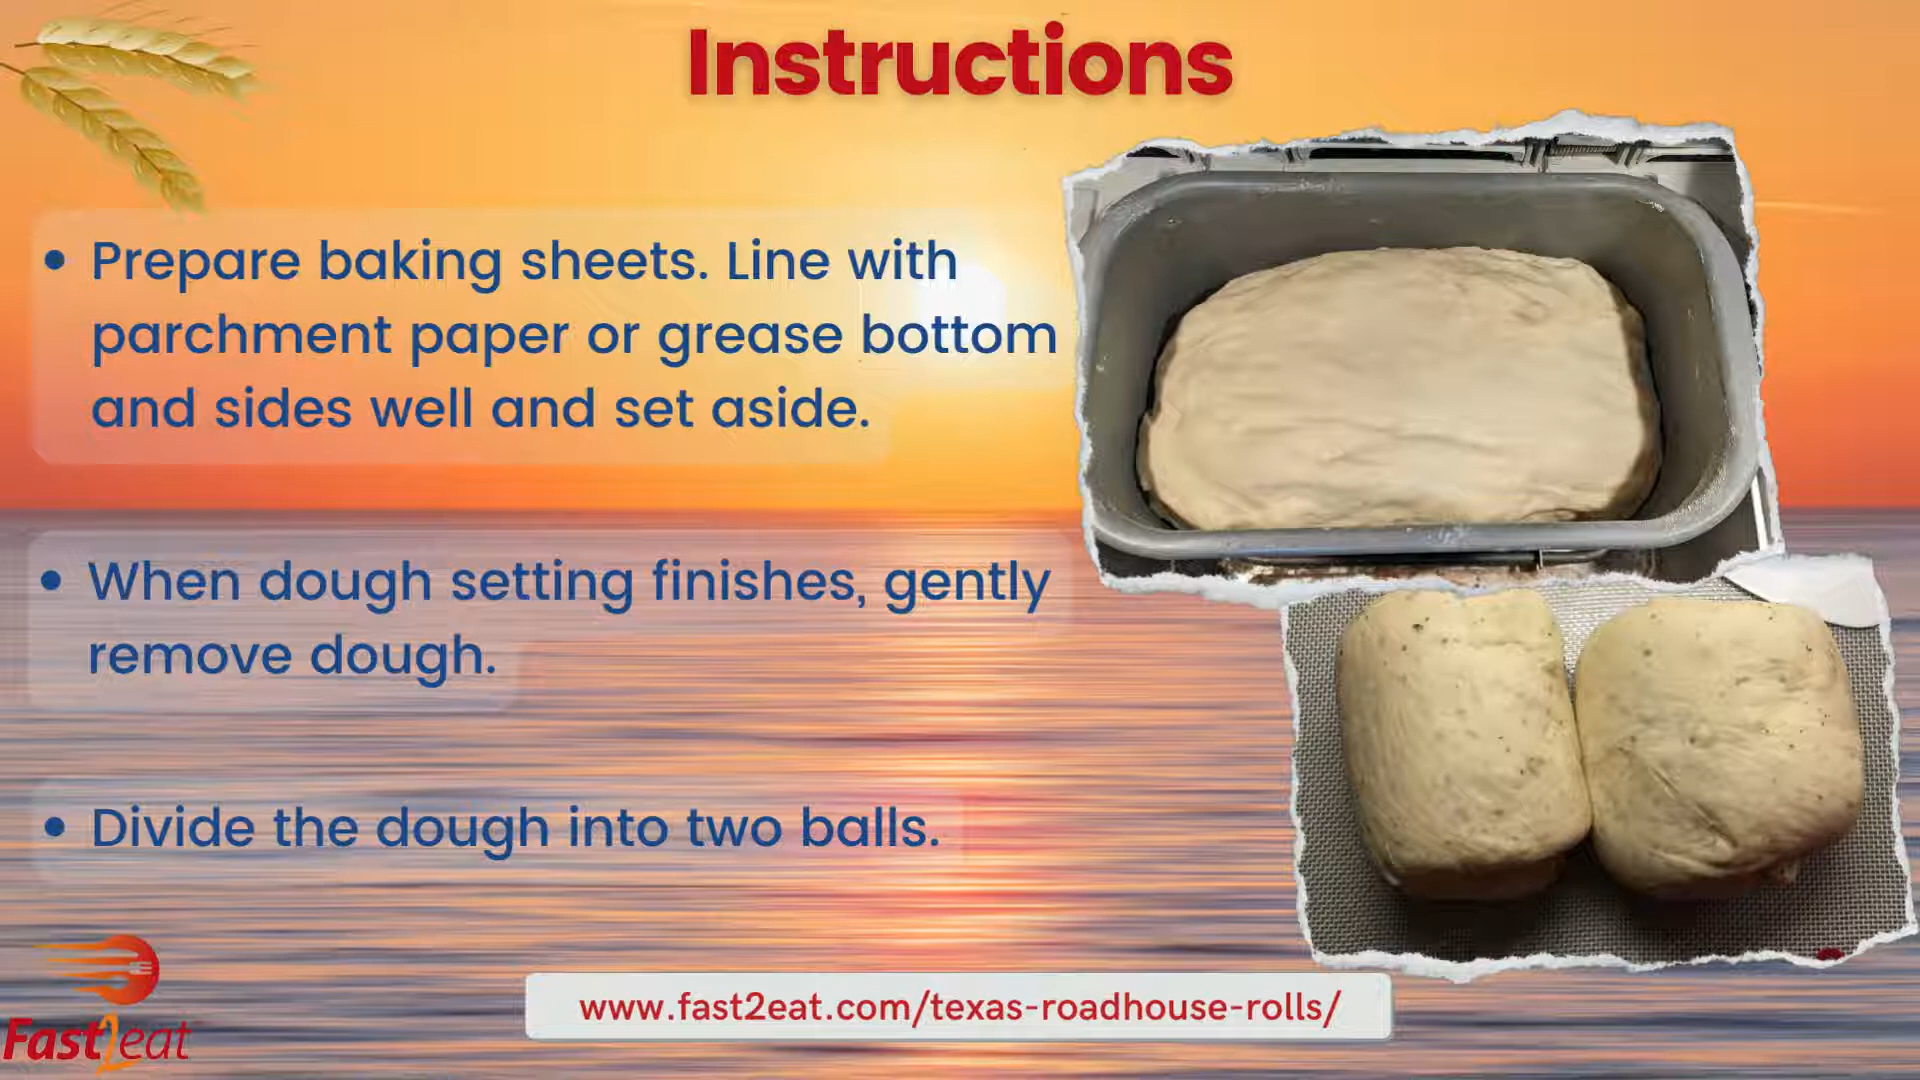 Instructions
• Prepare baking sheets. Line with
parchment paper or grease bottom
and sides well and set aside.
• When dough setting finishes, gently
remove dough.
• Divide the dough into two balls.
Fast2eat
www.fast2eat.com/texas-roadhouse-rolls/